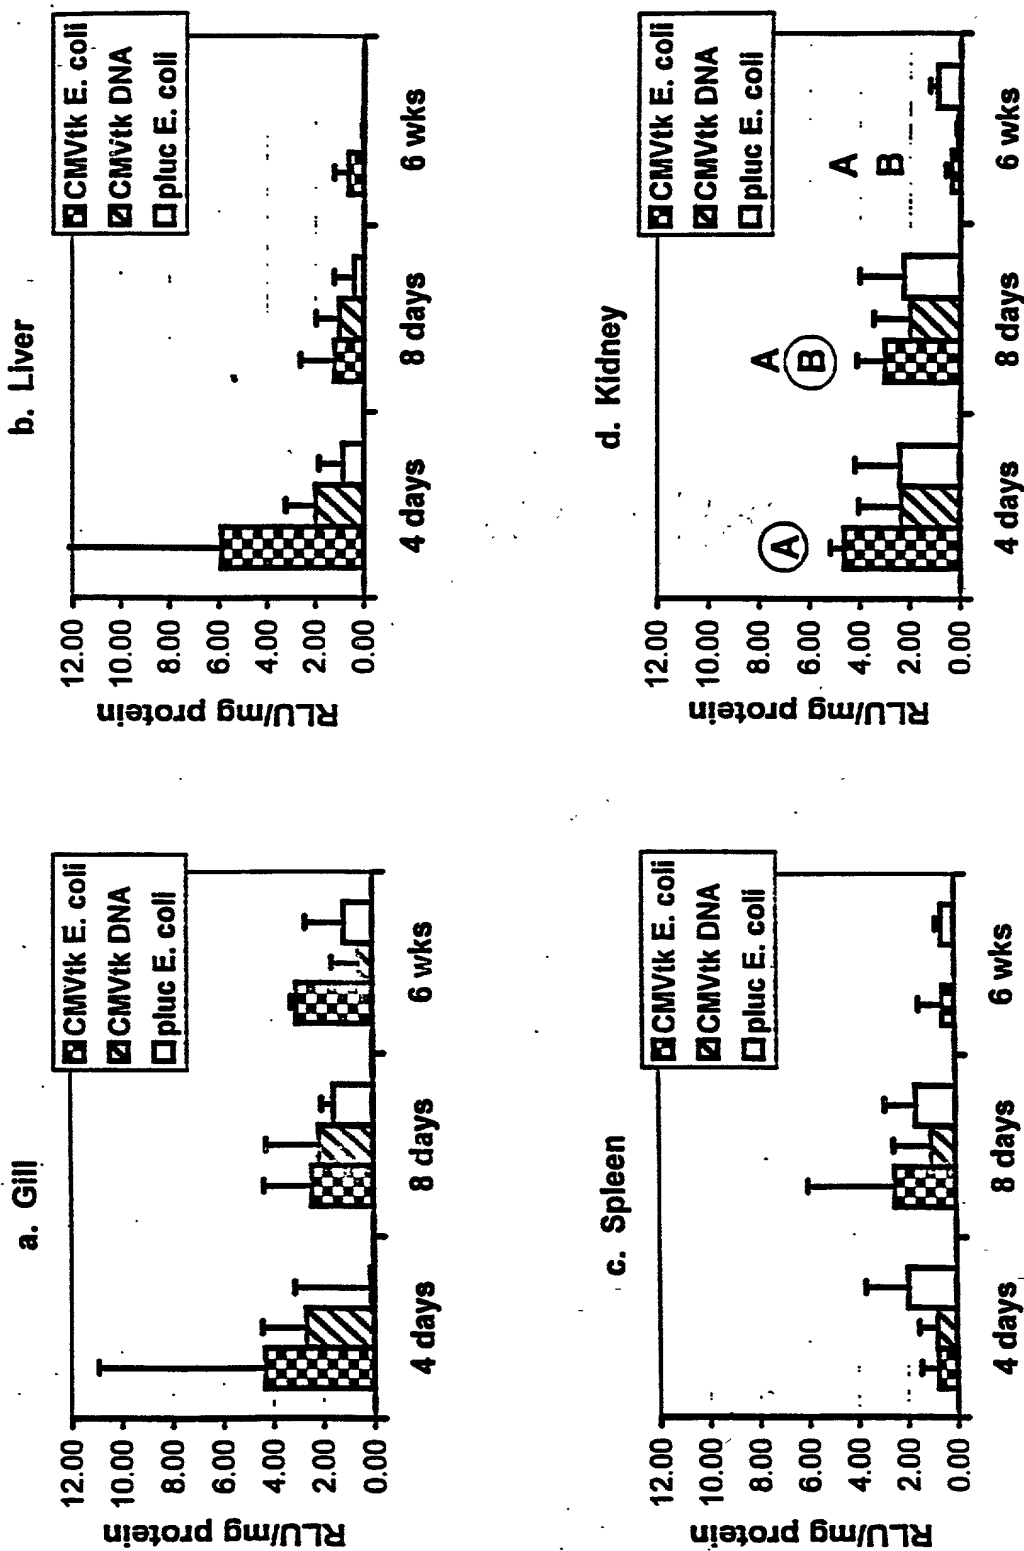 a. Gill
RLU/mg protein
12.00
10.00
8.00
6.00
4.00
2.00
0.00
4 days
8 days
6 wks
CMVtk E. coli
CMVtk DNA
pluc E. coli
b. Liver
RLU/mg protein
12.00
10.00
8.00
6.00
4.00
2.00
0.00
4 days
8 days
6 wks
CMVtk E. coli
CMVtk DNA
pluc E. coli
c. Spleen
RLU/mg protein
12.00
10.00
8.00
6.00
4.00
2.00
0.00
4 days
8 days
6 wks
CMVtk E. coli
CMVtk DNA
pluc E. coli
d. Kidney
RLU/mg protein
12.00
10.00
8.00
6.00
4.00
2.00
0.00
A
A
B
A
B
4 days
8 days
6 wks
CMVtk E. coli
CMVtk DNA
pluc E. coli